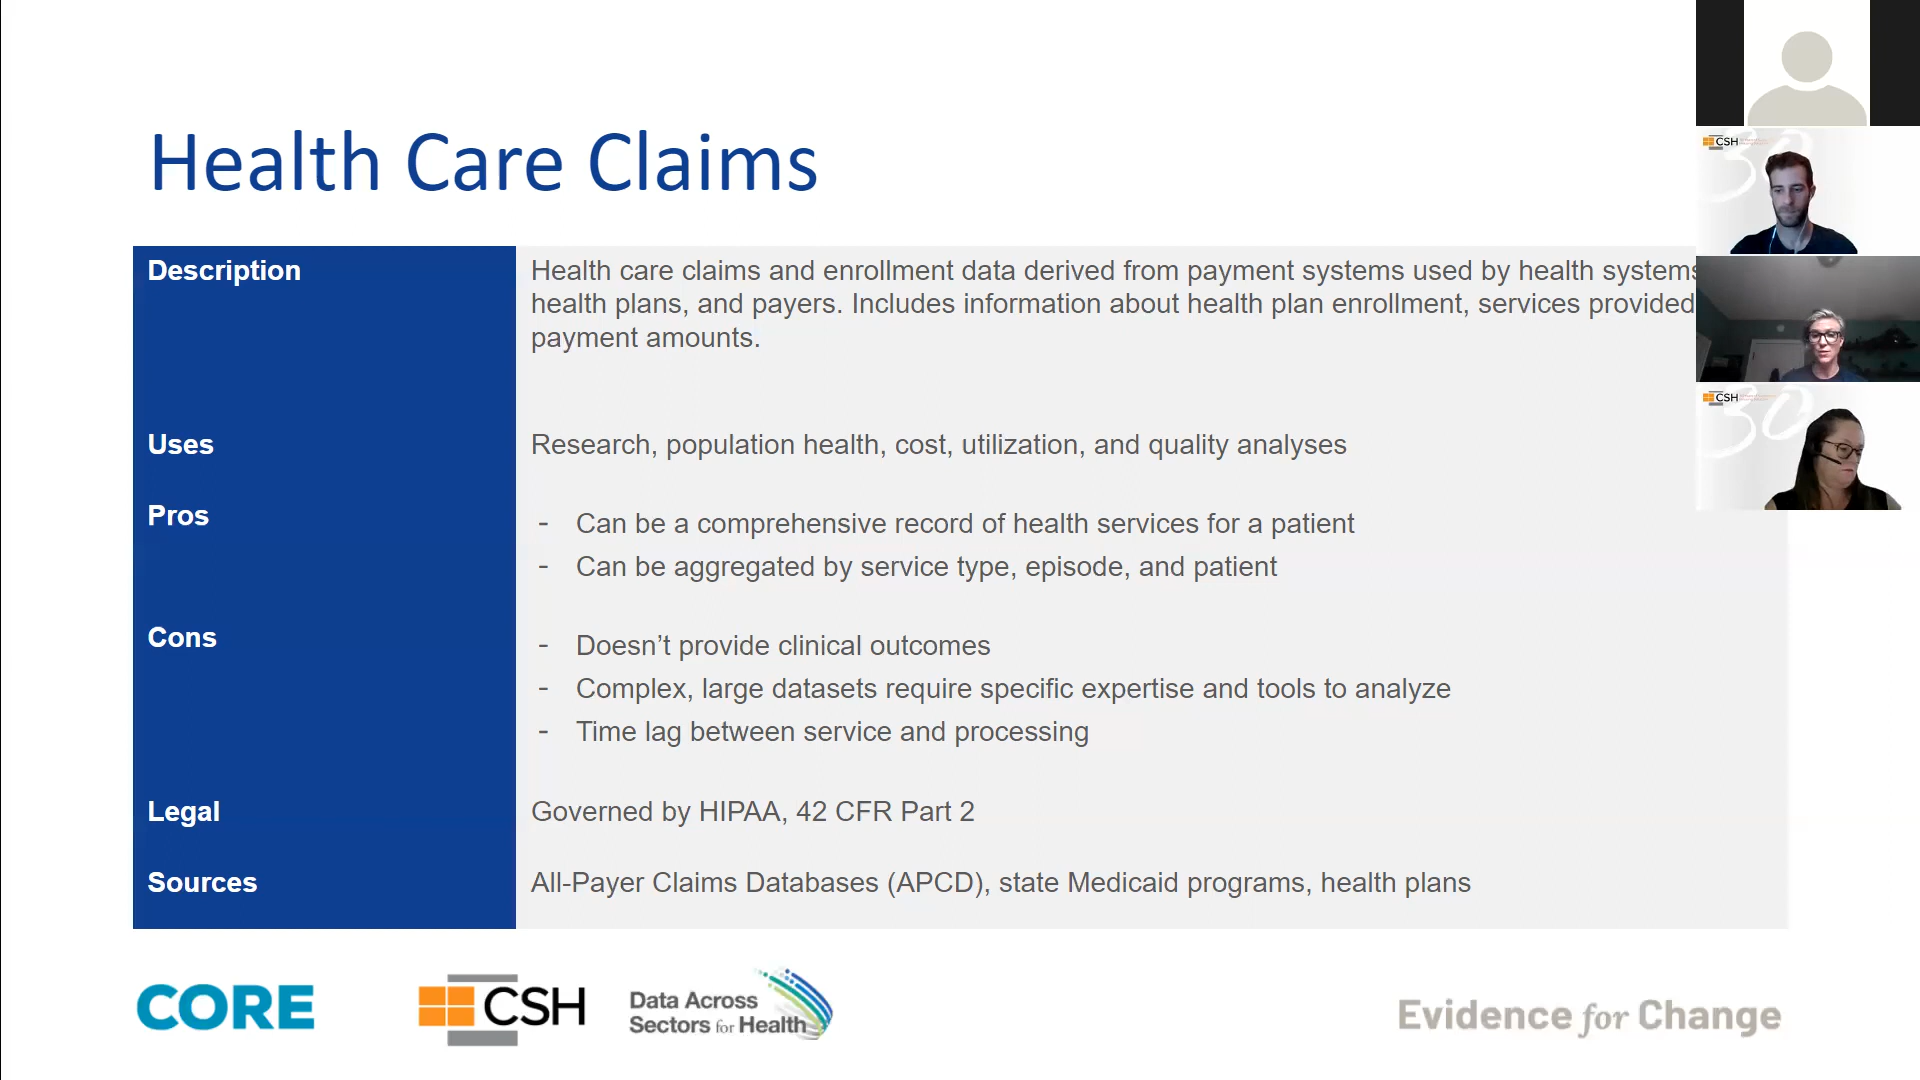 Health Care Claims
Description
Health care claims and enrollment data derived from payment systems used by health systems
health plans, and payers. Includes information about health plan enrollment, services provided
payment amounts.
Uses
Research, population health, cost, utilization, and quality analyses
Pros
- Can be a comprehensive record of health services for a patient
- Can be aggregated by service type, episode, and patient
Cons
- Doesn’t provide clinical outcomes
- Complex, large datasets require specific expertise and tools to analyze
- Time lag between service and processing
Legal
Governed by HIPAA, 42 CFR Part 2
Sources
All-Payer Claims Databases (APCD), state Medicaid programs, health plans
CORE
CSH
Data Across
Sectors for Health
Evidence for Change
CSH
30
CSH
30